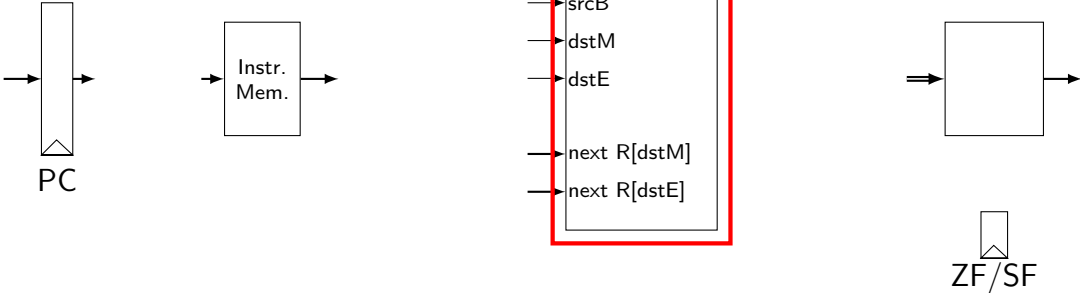 srcB
dstM
dstE
Instr.
Mem.
next R[dstM]
next R[dstE]
PC
ZF/SF